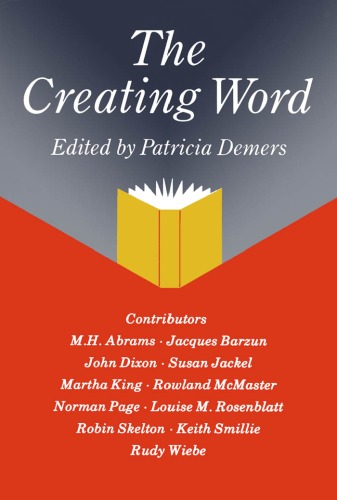 The
Creating Word
Edited by Patricia Demers
Contributors
M.H. Abrams · Jacques Barzun
John Dixon · Susan Jackel
Martha King · Rowland McMaster
Norman Page · Louise M. Rosenblatt
Robin Skelton · Keith Smillie
Rudy Wiebe